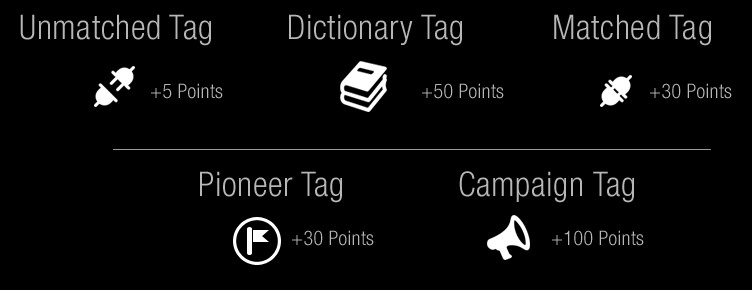 Unmatched Tag
Dictionary Tag
Matched Tag
+5 Points
+50 Points
+30 Points
Pioneer Tag
Campaign Tag
+30 Points
+100 Points